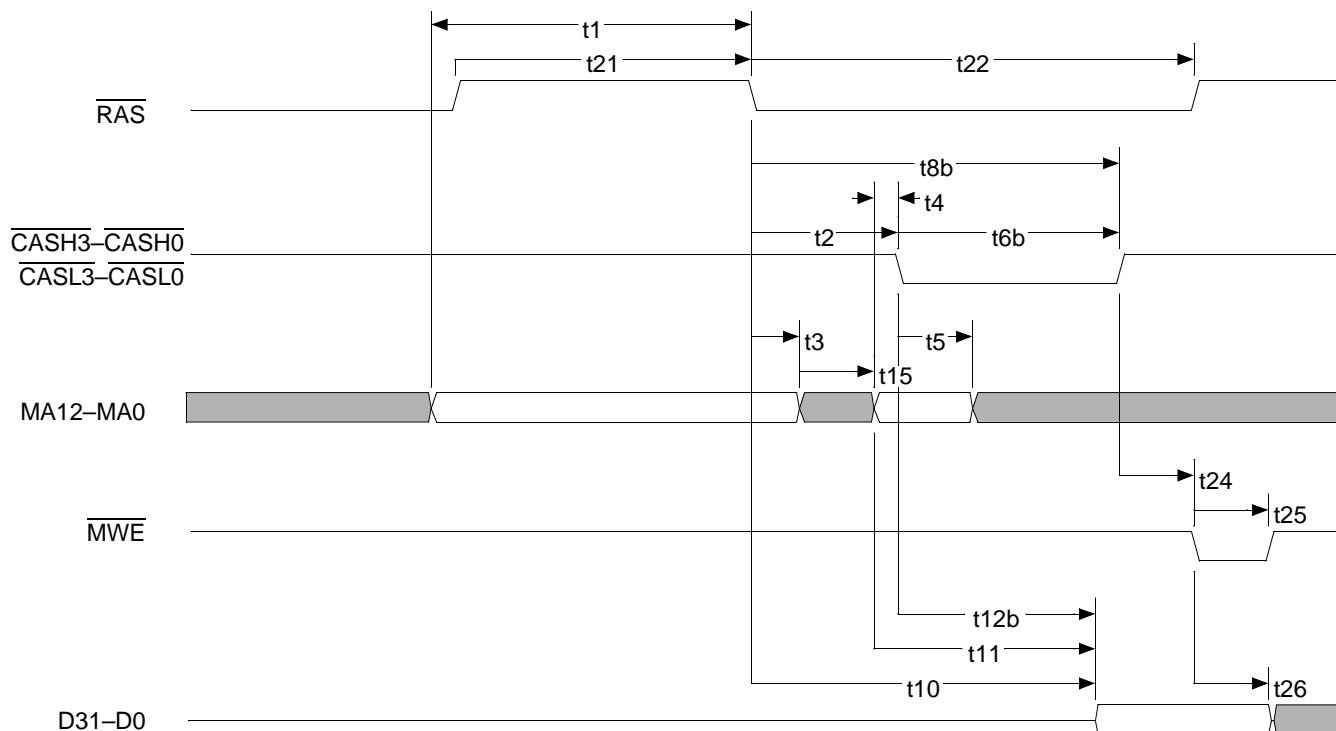 t1
t21
t22
RAS
t8b
t4
CASH3–CASH0
t2
t6b
CASL3–CASL0
t3
t5
t15
MA12–MA0
t24
t25
MWE
t12b
t11
t10
t26
D31–D0